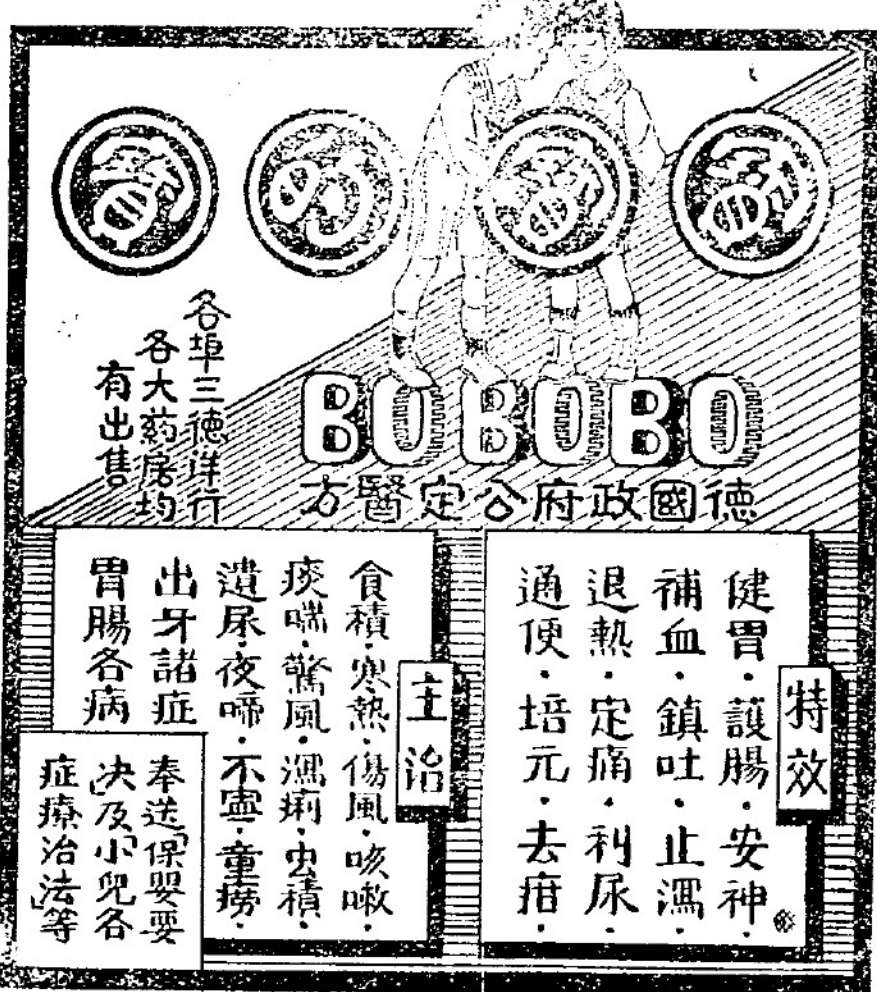 BOBOBO
德國政府公定醫方
各埠三德洋行
各大药房均
有出售
特效
健胃·護腸·安神·
補血·鎮吐·止瀉·
退熱·定痛·利尿·
通便·培元·去疳·
主治
食積·寒熱·傷風·咳嗽·
痰喘·驚風·瀉痢·虫積·
遺尿·夜啼·不寧·童癆·
出牙諸症
胃腸各病
奉送「保嬰要
决」及「小兒各
症療治法」等